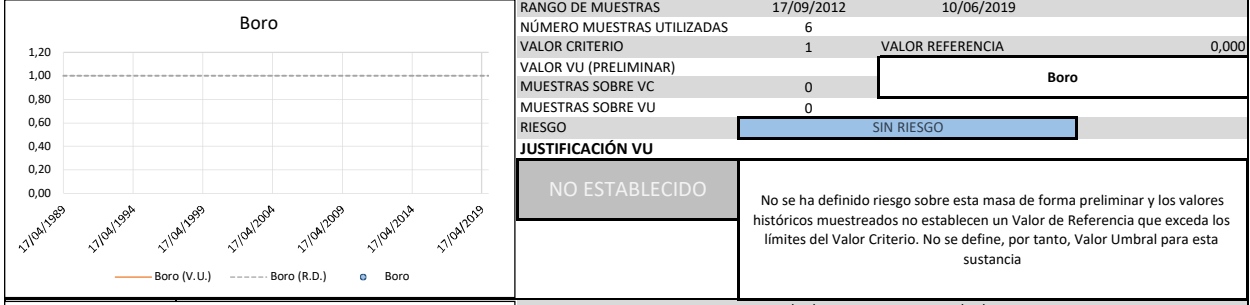 Boro
1,20
1,00
0,80
0,60
0,40
0,20
0,00
17/04/1989
17/04/1994
17/04/1999
17/04/2004
17/04/2009
17/04/2014
17/04/2019
Boro (V.U.) Boro (R.D.) Boro
RANGO DE MUESTRAS 17/09/2012 10/06/2019
NÚMERO MUESTRAS UTILIZADAS 6
VALOR CRITERIO 1 VALOR REFERENCIA 0,000
VALOR VU (PRELIMINAR)
Boro
MUESTRAS SOBRE VC 0
MUESTRAS SOBRE VU 0
RIESGO SIN RIESGO
JUSTIFICACIÓN VU
NO ESTABLECIDO
No se ha definido riesgo sobre esta masa de forma preliminar y los valores
históricos muestreados no establecen un Valor de Referencia que exceda los
límites del Valor Criterio. No se define, por tanto, Valor Umbral para esta
sustancia